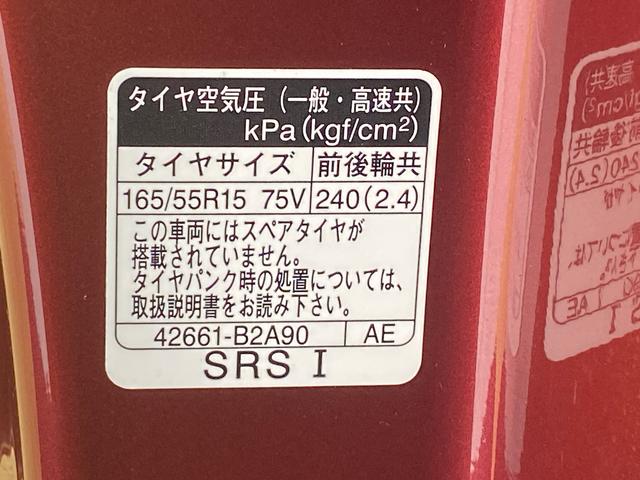 タイヤ空気圧（一般・高速共）
kPa(kgf/cm²)
タイヤサイズ 前後輪共
165/55R15 75V 240(2.4)
この車両にはスペアタイヤが
搭載されていません。
タイヤパンク時の処置については、
取扱説明書をお読み下さい。
42661-B2A90 AE
SRS I